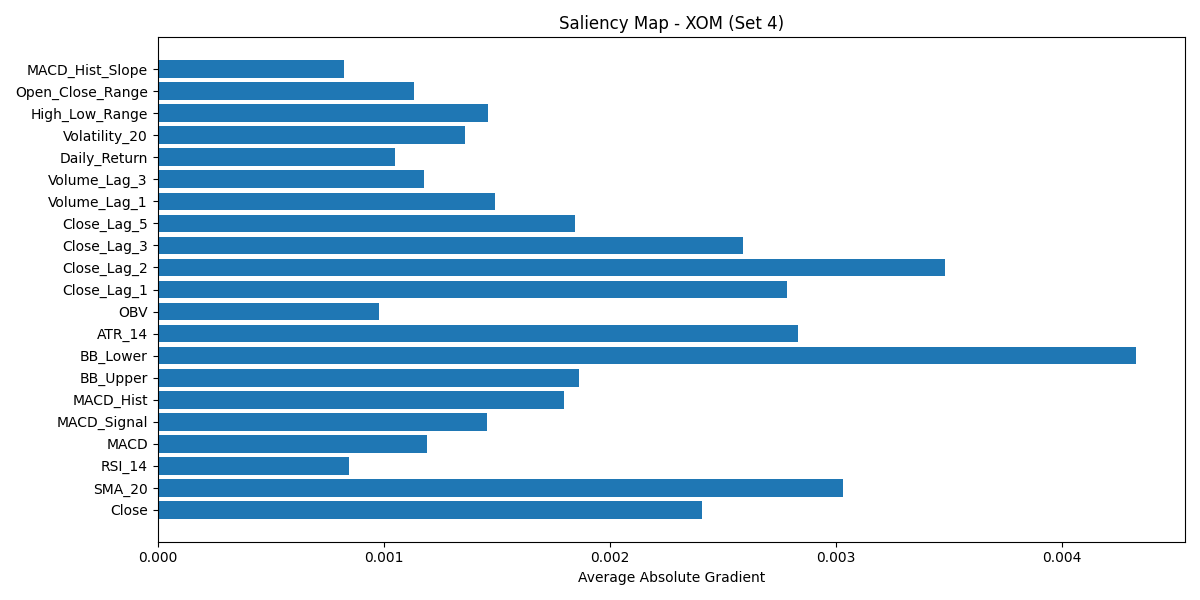 Saliency Map - XOM (Set 4)
MACD_Hist_Slope
Open_Close_Range
High_Low_Range
Volatility_20
Daily_Return
Volume_Lag_3
Volume_Lag_1
Close_Lag_5
Close_Lag_3
Close_Lag_2
Close_Lag_1
OBV
ATR_14
BB_Lower
BB_Upper
MACD_Hist
MACD_Signal
MACD
RSI_14
SMA_20
Close
0.000 0.001 0.002 0.003 0.004
Average Absolute Gradient